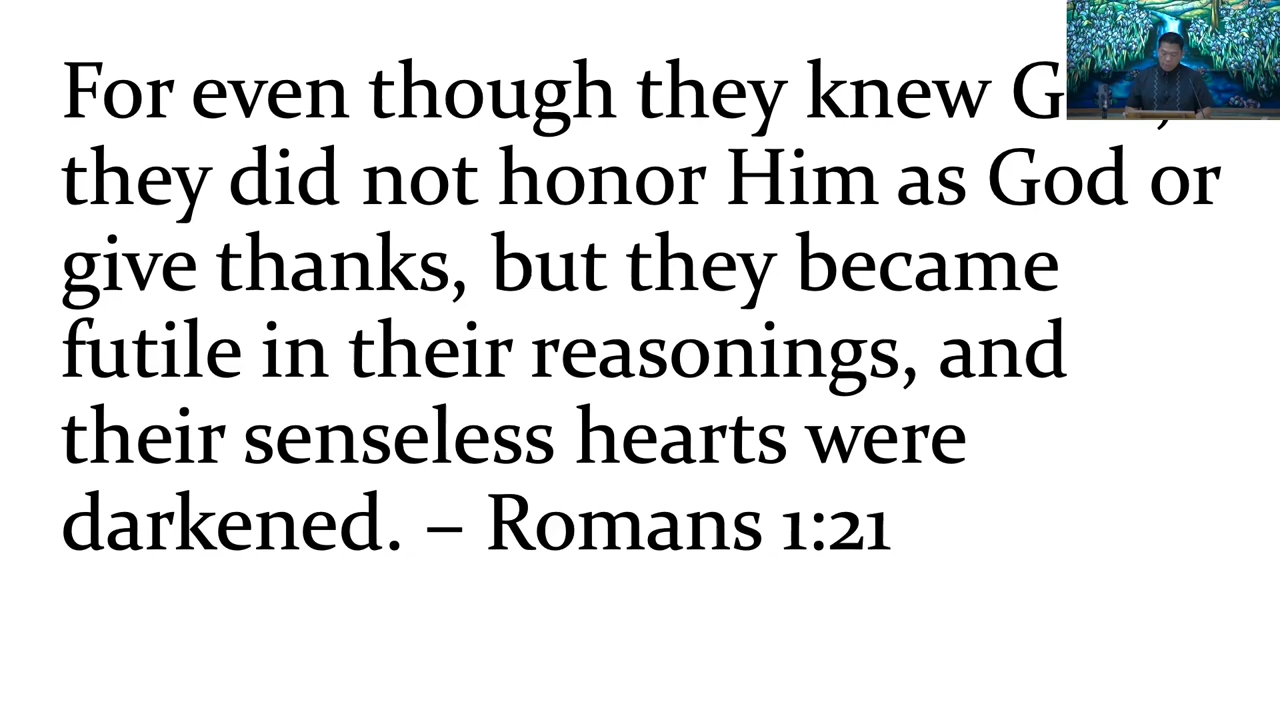 For even though they knew
they did not honor Him as God or
give thanks, but they became
futile in their reasonings, and
their senseless hearts were
darkened. – Romans 1:21